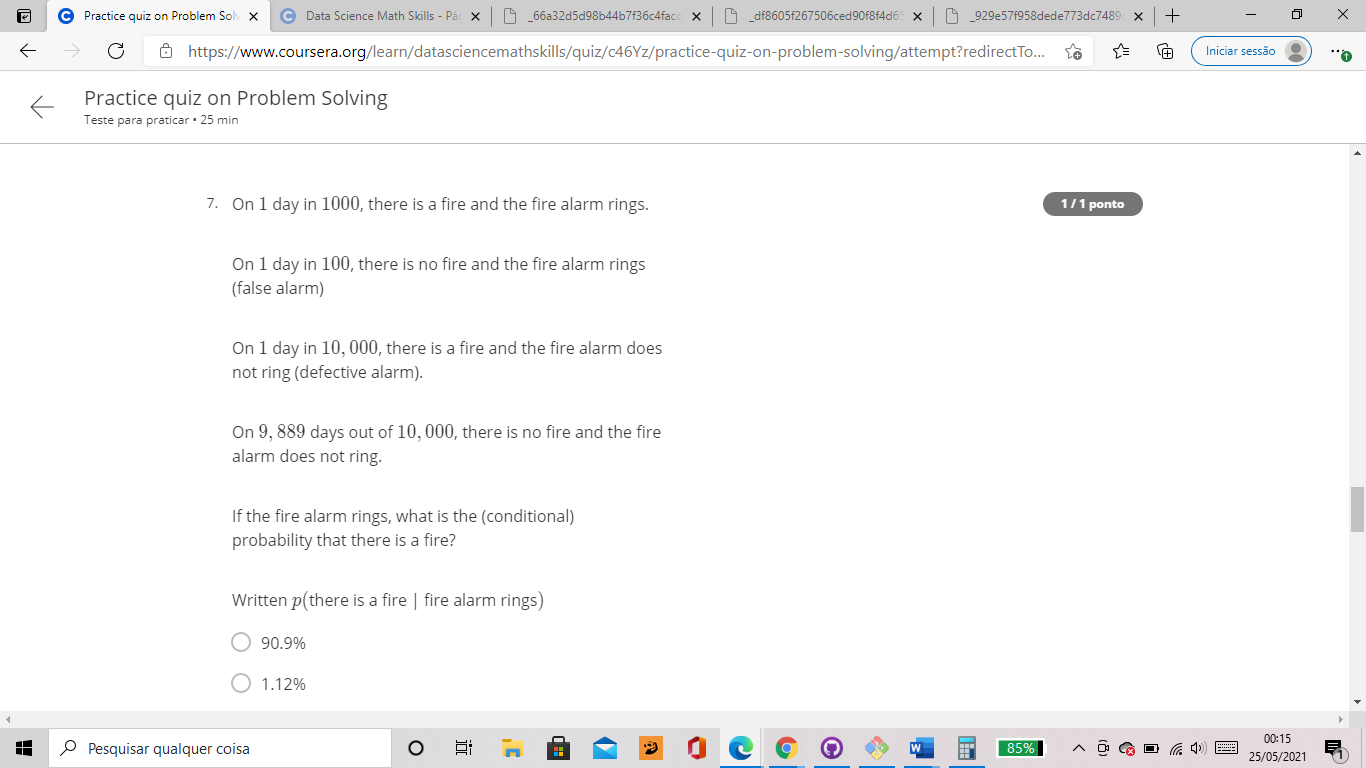 Practice quiz on Problem Solv
Data Science Math Skills - Pá
https://www.coursera.org/learn/datasciencemathskills/quiz/c46Yz/practice-quiz-on-problem-solving/attempt?redirectTo...
Iniciar sessão
Practice quiz on Problem Solving
Teste para praticar • 25 min
7. On 1 day in 1000, there is a fire and the fire alarm rings.
1 / 1 ponto
On 1 day in 100, there is no fire and the fire alarm rings
(false alarm)
On 1 day in 10, 000, there is a fire and the fire alarm does
not ring (defective alarm).
On 9, 889 days out of 10, 000, there is no fire and the fire
alarm does not ring.
If the fire alarm rings, what is the (conditional)
probability that there is a fire?
Written p(there is a fire | fire alarm rings)
90.9%
1.12%
Pesquisar qualquer coisa
85%
00:15
25/05/2021
1